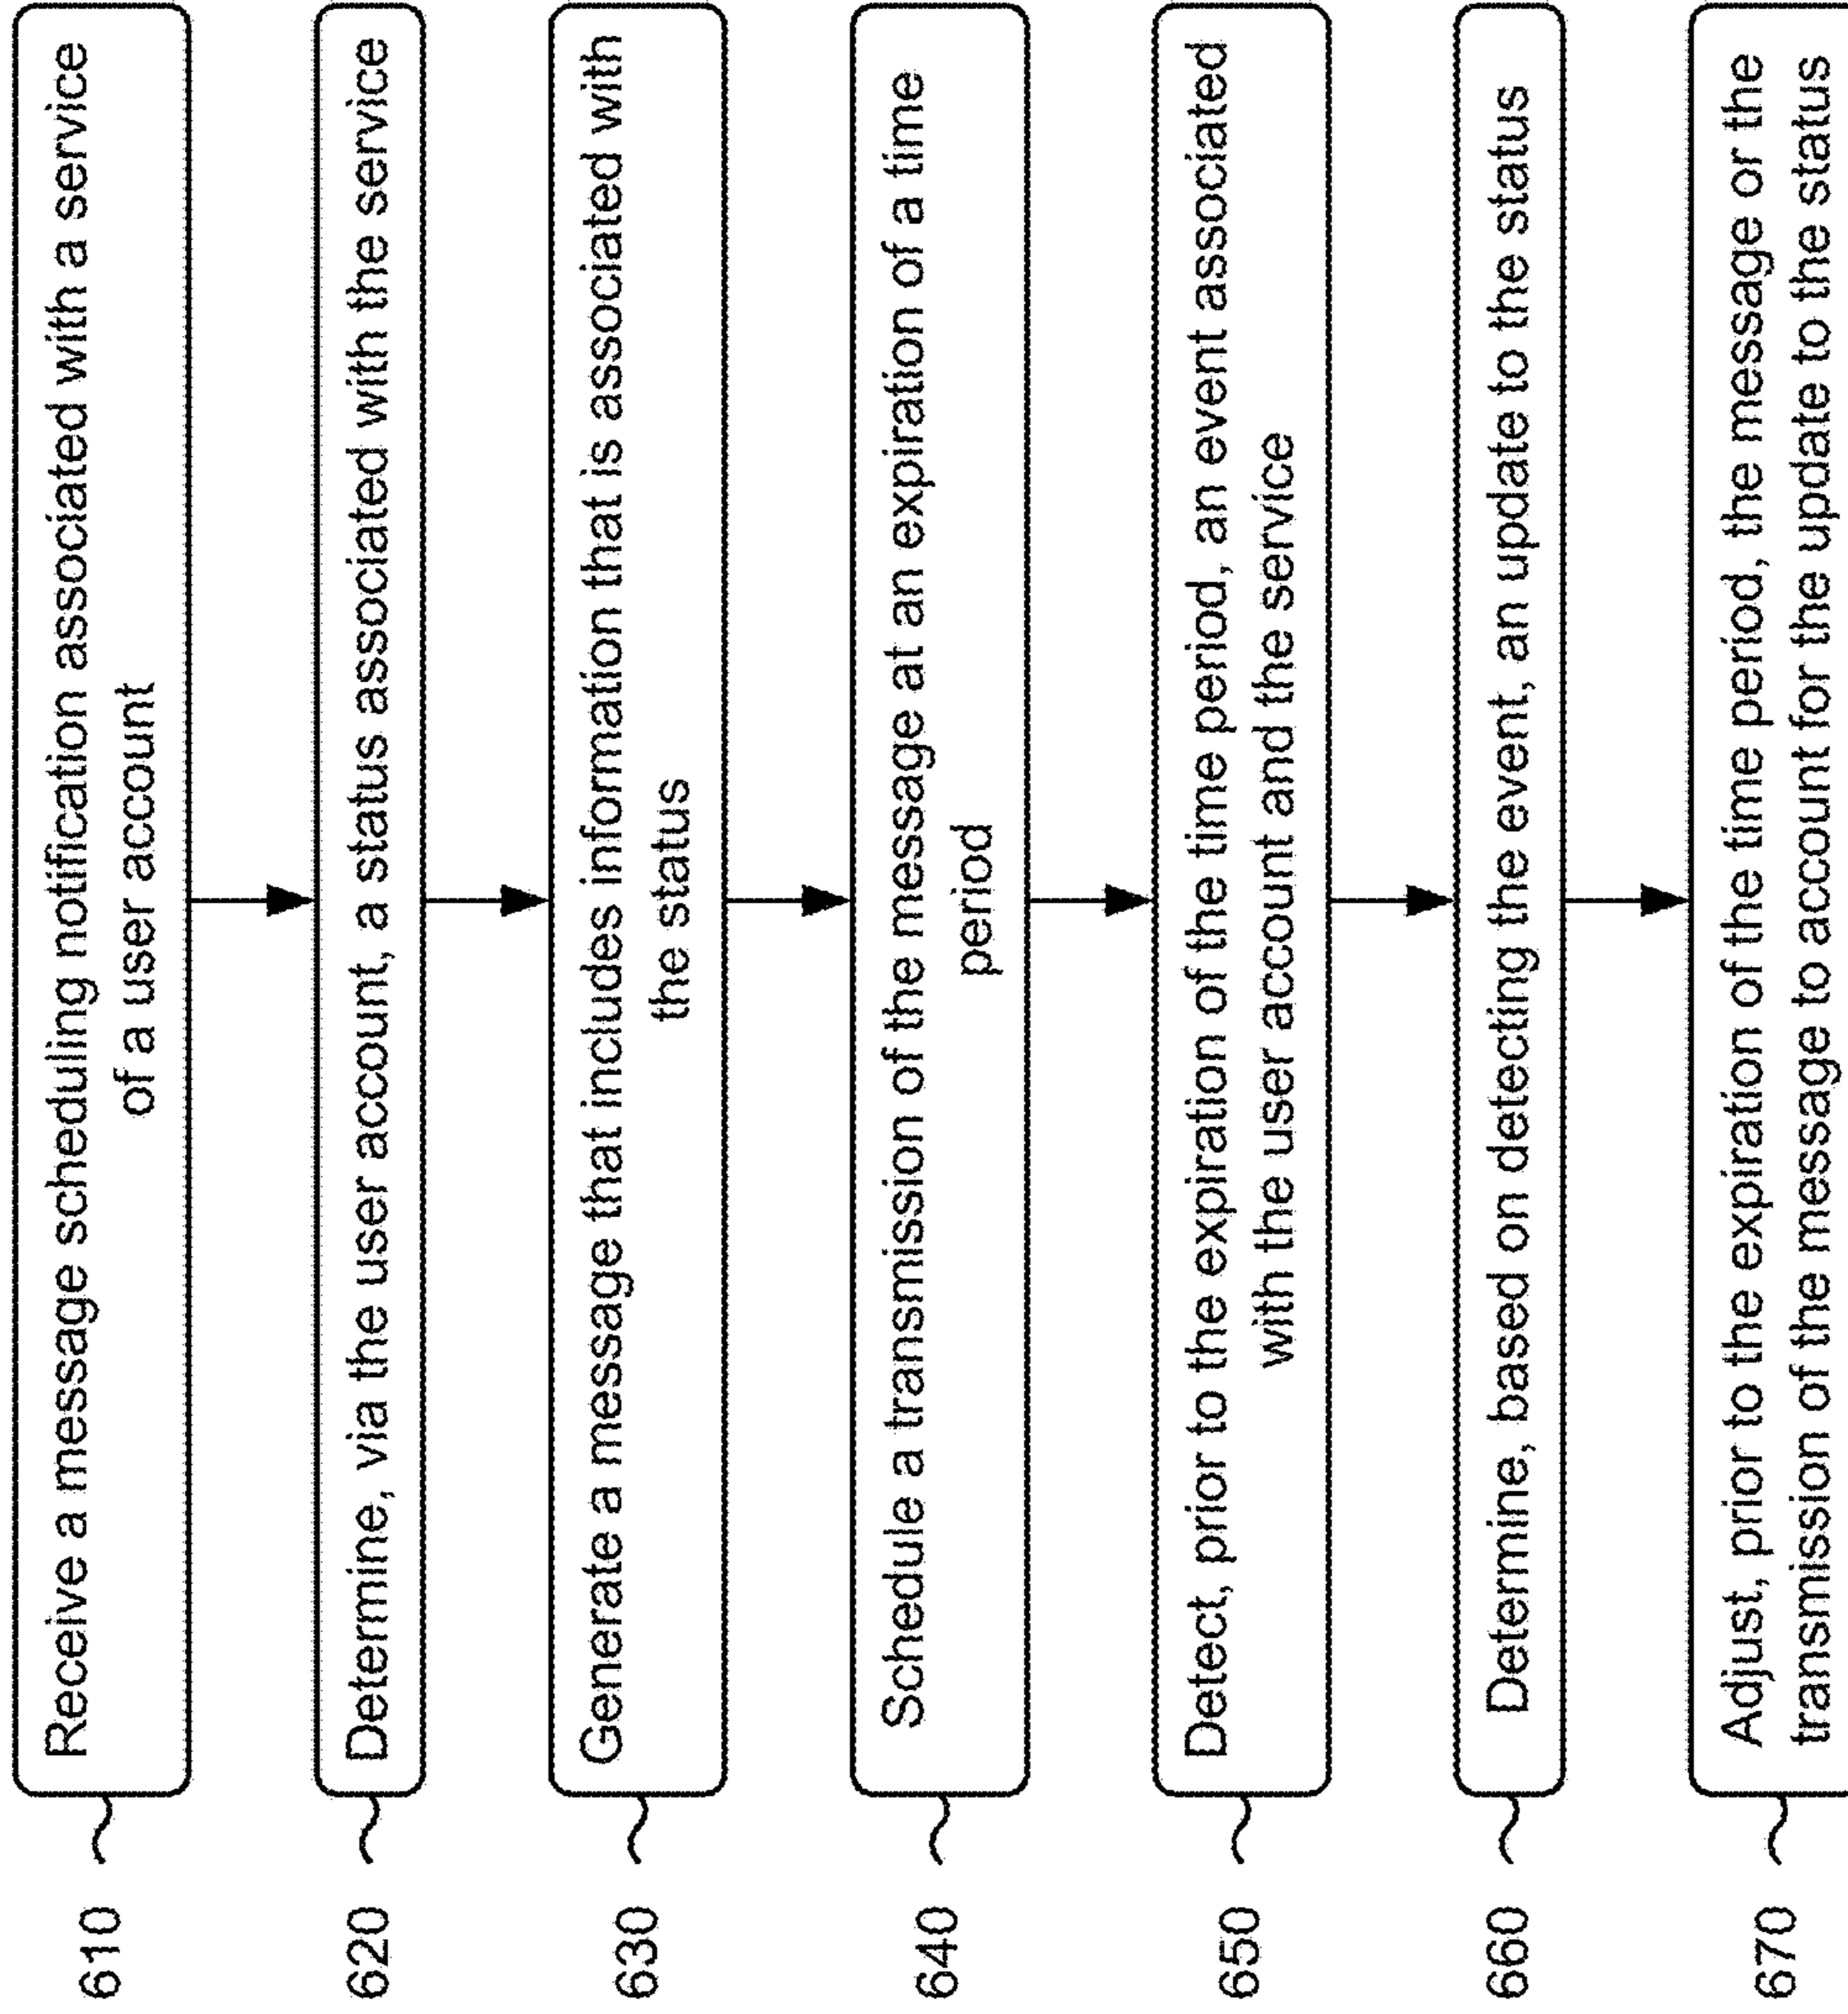 610
Receive a message scheduling notification associated with a service
of a user account
620
Determine, via the user account, a status associated with the service
630
Generate a message that includes information that is associated with
the status
640
Schedule a transmission of the message at an expiration of a time
period
650
Detect, prior to the expiration of the time period, an event associated
with the user account and the service
660
Determine, based on detecting the event, an update to the status
670
Adjust, prior to the expiration of the time period, the message or the
transmission of the message to account for the update to the status